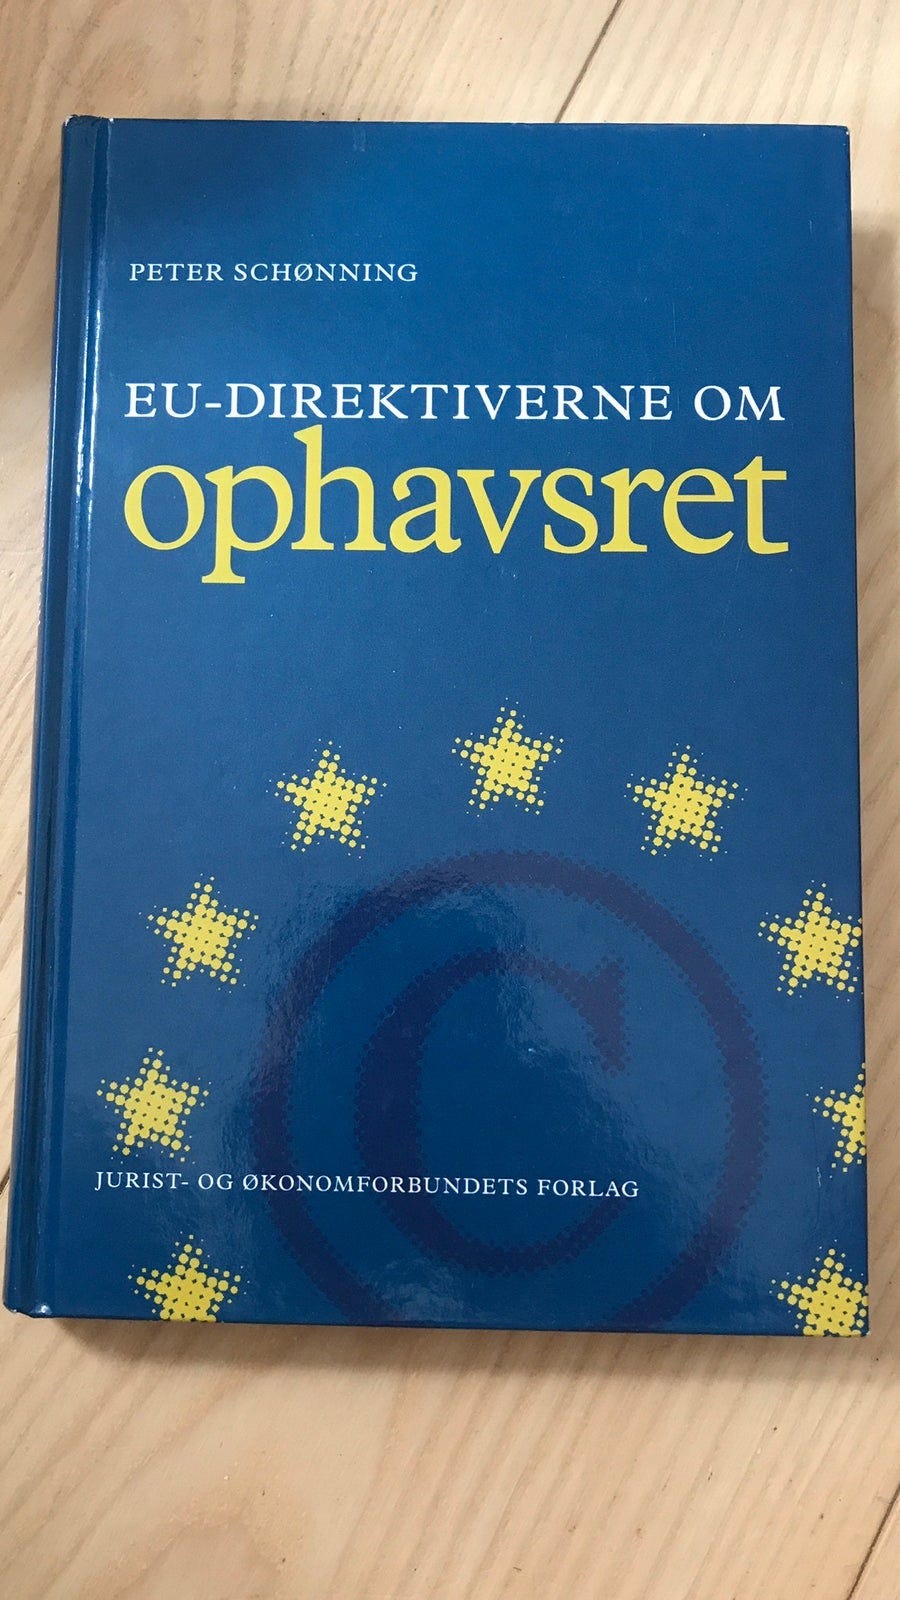 PETER SCHØNNING
EU-DIREKTIVERNE OM
ophavsret
C
JURIST- OG ØKONOMFORBUNDETS FORLAG